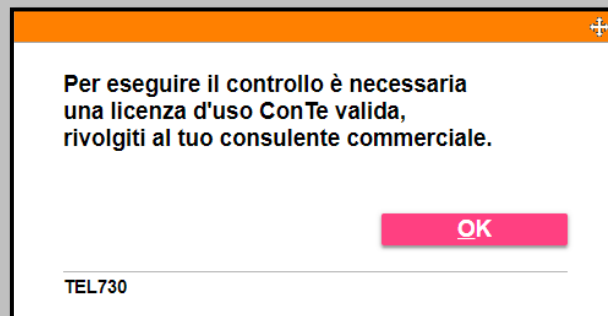 Per eseguire il controllo è necessaria
una licenza d'uso ConTe valida,
rivolgiti al tuo consulente commerciale.
OK
TEL730